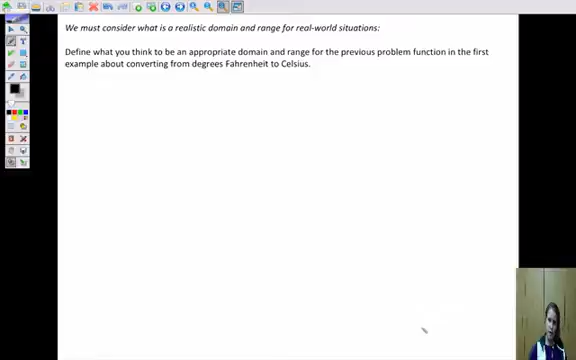 We must consider what is a realistic domain and range for real-world situations:
Define what you think to be an appropriate domain and range for the previous problem function in the first
example about converting from degrees Fahrenheit to Celsius.